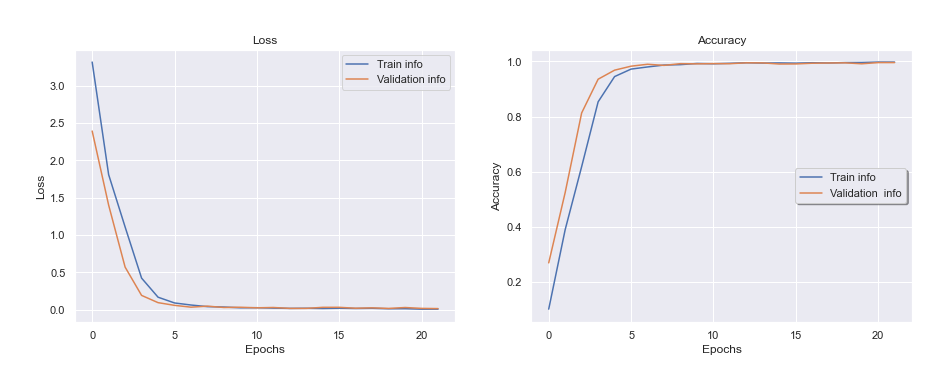 Loss
Train info
Validation info
3.0
2.5
2.0
1.5
1.0
0.5
0.0
Loss
0
5
10
15
20
Epochs
Accuracy
1.0
0.8
0.6
0.4
0.2
Accuracy
Train info
Validation  info
0
5
10
15
20
Epochs